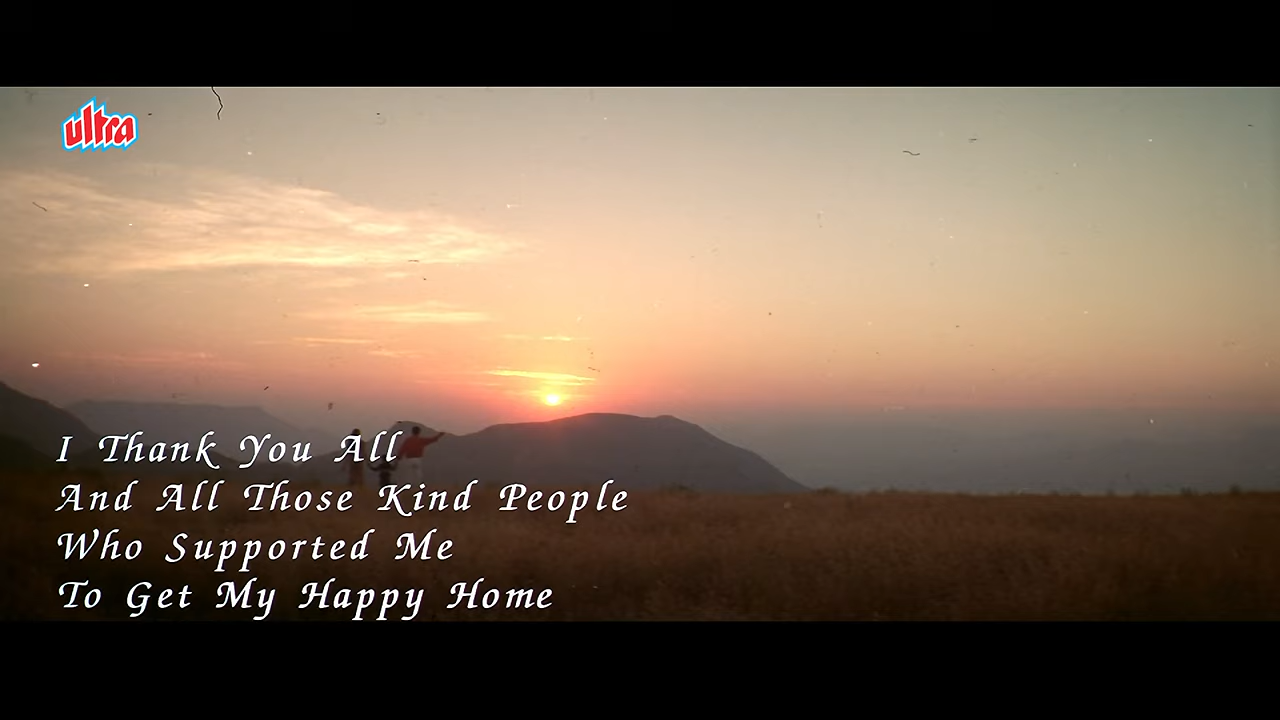 ultra
I Thank You All
And All Those Kind People
Who Supported Me
To Get My Happy Home